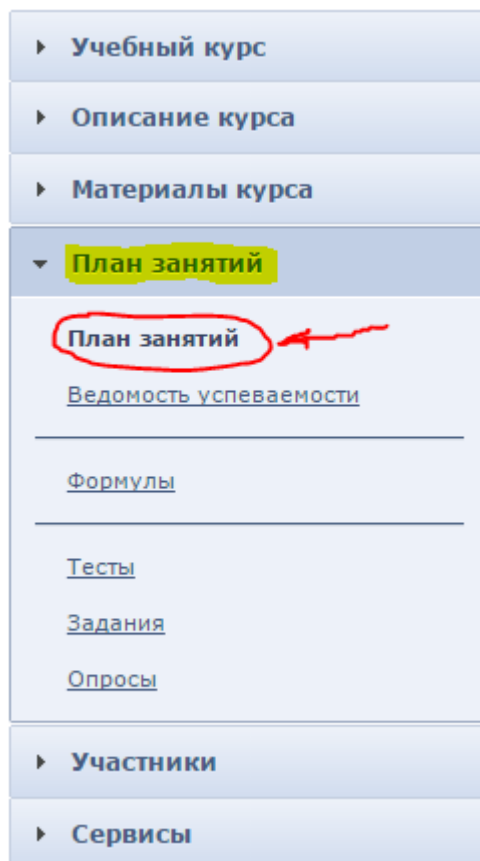 Учебный курс
Описание курса
Материалы курса
План занятий
План занятий
Ведомость успеваемости
Формулы
Тесты
Задания
Опросы
Участники
Сервисы